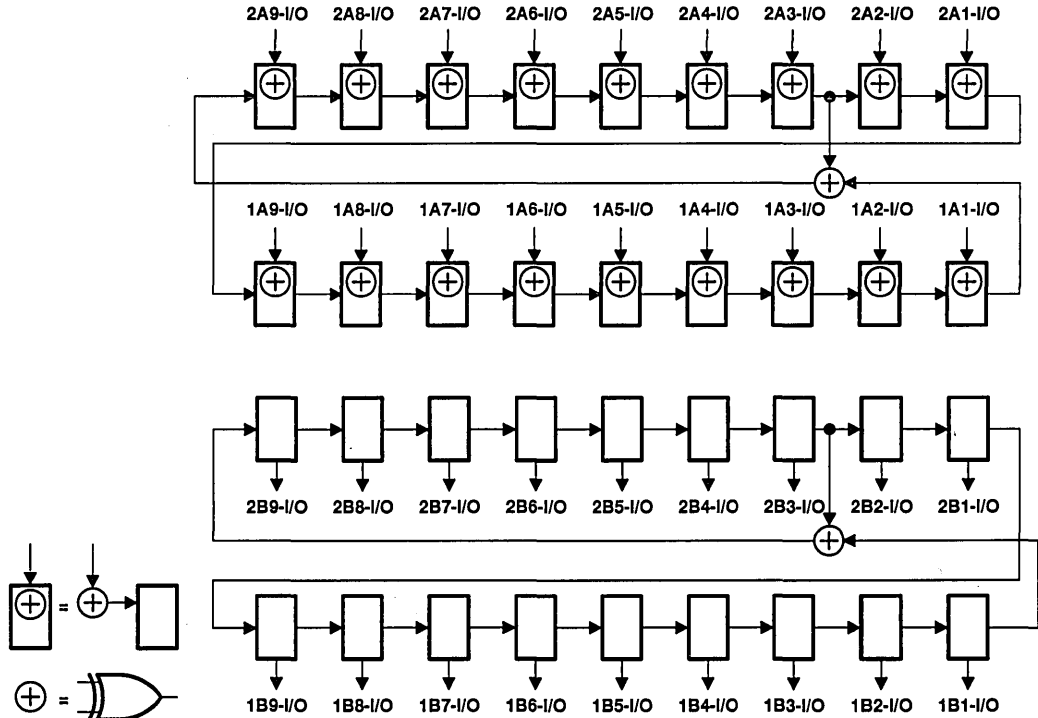 2A9-I/O 2A8-I/O 2A7-I/O 2A6-I/O 2A5-I/O 2A4-I/O 2A3-I/O 2A2-I/O 2A1-I/O
1A9-I/O 1A8-I/O 1A7-I/O 1A6-I/O 1A5-I/O 1A4-I/O 1A3-I/O 1A2-I/O 1A1-I/O
2B9-I/O 2B8-I/O 2B7-I/O 2B6-I/O 2B5-I/O 2B4-I/O 2B3-I/O 2B2-I/O 2B1-I/O
=
=
1B9-I/O 1B8-I/O 1B7-I/O 1B6-I/O 1B5-I/O 1B4-I/O 1B3-I/O 1B2-I/O 1B1-I/O